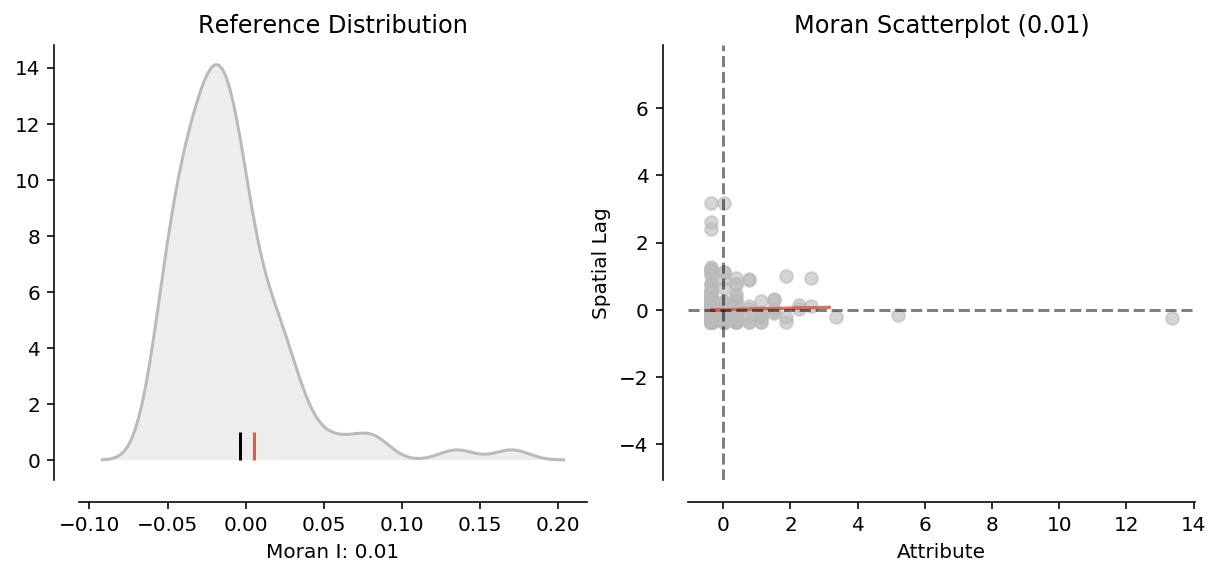 Reference Distribution
14
12
10
8
6
4
2
0
−0.10 −0.05 0.00 0.05 0.10 0.15 0.20
Moran I: 0.01
Moran Scatterplot (0.01)
Spatial Lag
6
4
2
0
−2
−4
0 2 4 6 8 10 12 14
Attribute